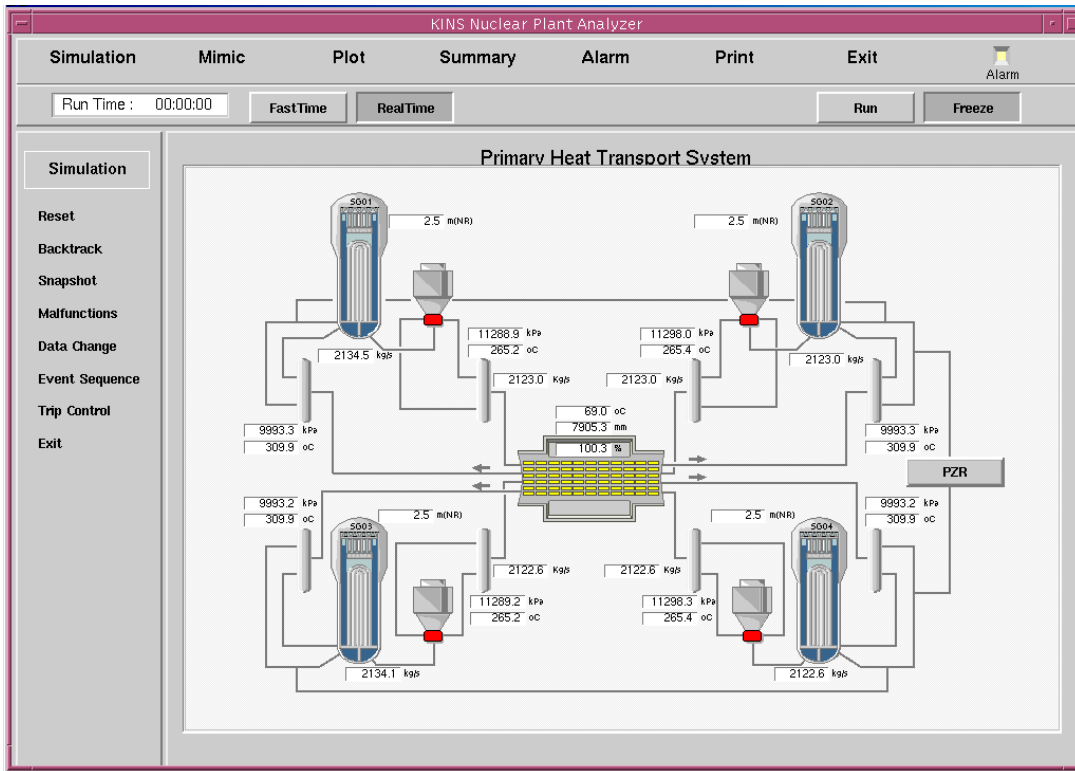 KINS Nuclear Plant Analyzer
Simulation Mimic Plot Summary Alarm Print Exit
Alarm
Run Time : 00:00:00 FastTime RealTime Run Freeze
Simulation
Reset
Backtrack
Snapshot
Malfunctions
Data Change
Event Sequence
Trip Control
Exit
Primary Heat Transport System
SG01 SG02
2.5 m(NR) 2.5 m(NR)
11288.9 kPa 11298.0 kPa
265.2 oC 265.4 oC
2134.5 kg/s 2123.0 kg/s
2123.0 Kg/s 2123.0 Kg/s
69.0 oC
7905.3 mm
100.3 %
9993.3 kPa 9993.3 kPa
309.9 oC 309.9 oC
PZR
9993.2 kPa 9993.2 kPa
309.9 oC 309.9 oC
2.5 m(NR) 2.5 m(NR)
SG03 SG04
2122.6 Kg/s 2122.6 Kg/s
11289.2 kPa 11298.3 kPa
265.2 oC 265.4 oC
2134.1 kg/s 2122.6 kg/s